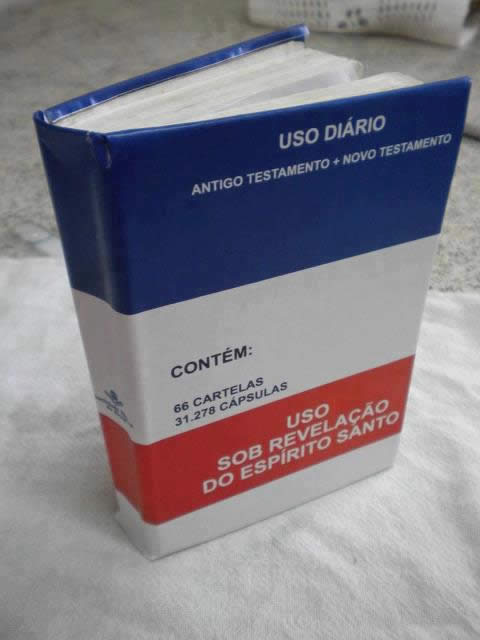 USO DIÁRIO
ANTIGO TESTAMENTO + NOVO TESTAMENTO
CONTÉM:
66 CARTELAS
31.278 CÁPSULAS
USO
SOB REVELAÇÃO
DO ESPÍRITO SANTO